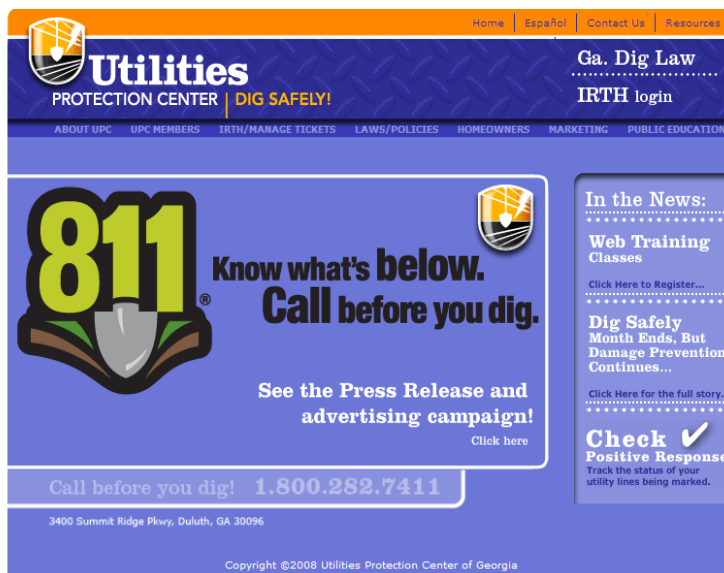 Home Español Contact Us Resources
Utilities
PROTECTION CENTER DIG SAFELY!
Ga. Dig Law
IRTH login
ABOUT UPC UPC MEMBERS IRTH/MANAGE TICKETS LAWS/POLICIES HOMEOWNERS MARKETING PUBLIC EDUCATION
811®
Know what's below.
Call before you dig.
See the Press Release and
advertising campaign!
Click here
Call before you dig! 1.800.282.7411
3400 Summit Ridge Pkwy, Duluth, GA 30096
In the News:
Web Training
Classes
Click Here to Register...
Dig Safely
Month Ends, But
Damage Prevention
Continues...
Click Here for the full story...
Check
Positive Response
Track the status of your
utility lines being marked.
Copyright ©2008 Utilities Protection Center of Georgia